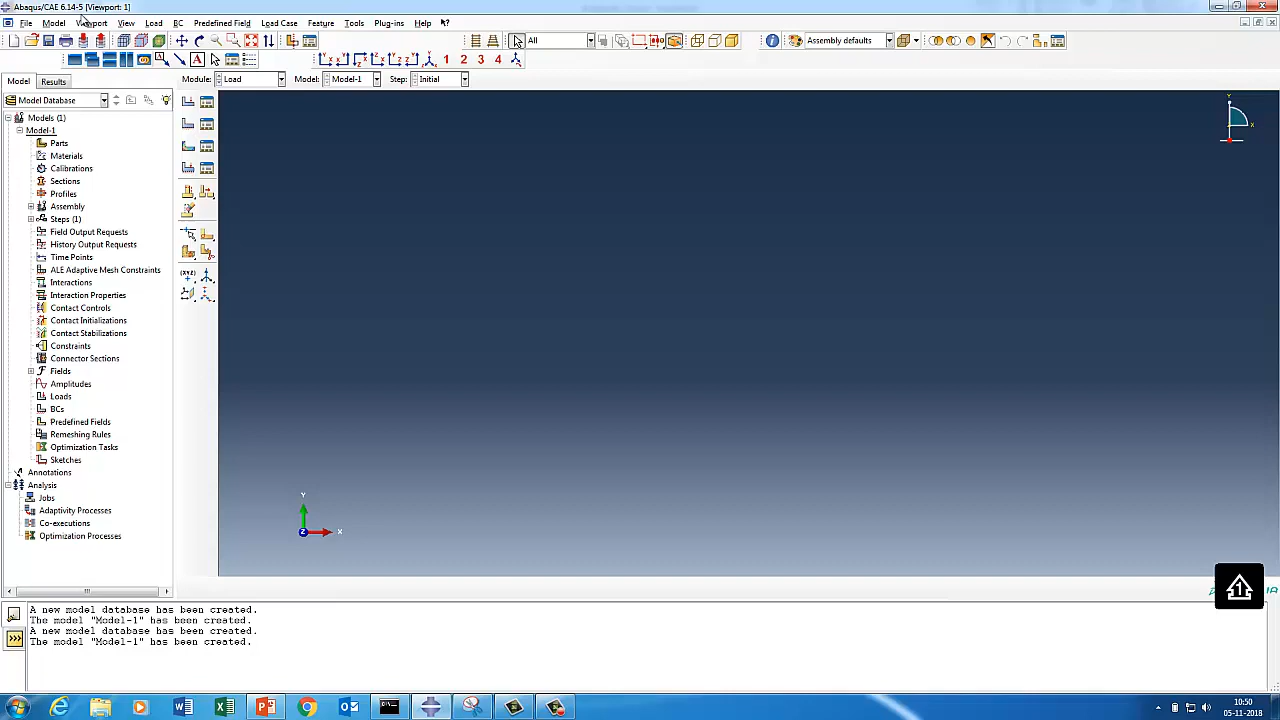 Abaqus/CAE 6.14-5 [Viewport: 1]
File Model Viewport View Load BC Predefined Field Load Case Feature Tools Plug-ins Help
All Assembly defaults
1 2 3 4
Model Results Module: Load Model: Model-1 Step: Initial
Model Database
Models (1)
Model-1
Parts
Materials
Calibrations
Sections
Profiles
Assembly
Steps (1)
Field Output Requests
History Output Requests
Time Points
ALE Adaptive Mesh Constraints
Interactions
Interaction Properties
Contact Controls
Contact Initializations
Contact Stabilizations
Constraints
Connector Sections
Fields
Amplitudes
Loads
BCs
Predefined Fields
Remeshing Rules
Optimization Tasks
Sketches
Annotations
Analysis
Jobs
Adaptivity Processes
Co-executions
Optimization Processes
(XYZ)
Y
X
Y
X
Z
A new model database has been created.
The model "Model-1" has been created.
A new model database has been created.
The model "Model-1" has been created.
10:50
05-11-2018